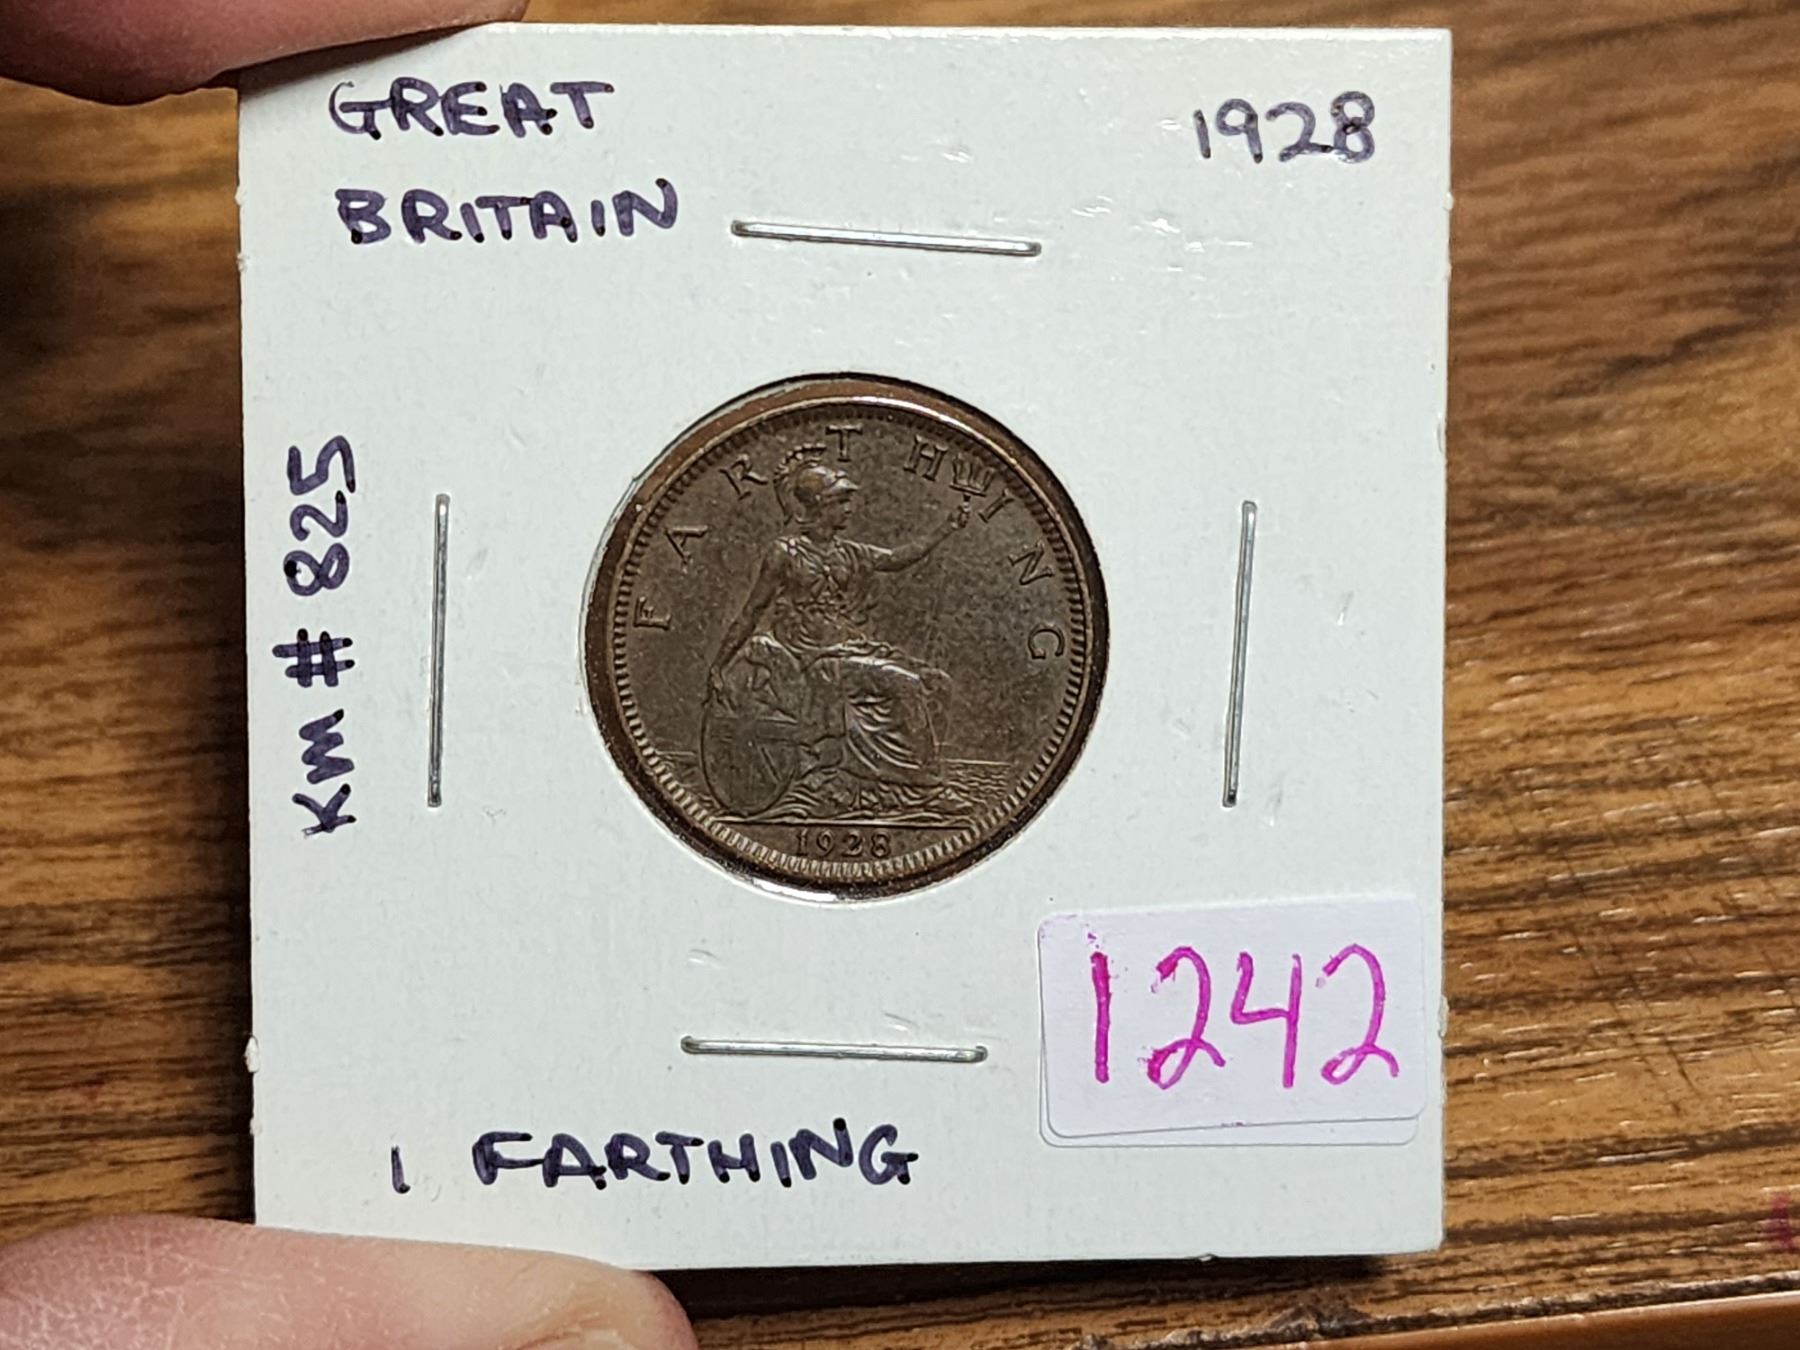 GREAT
BRITAIN
1928
KM # 825
FARTHING
1928
1242
1 FARTHING